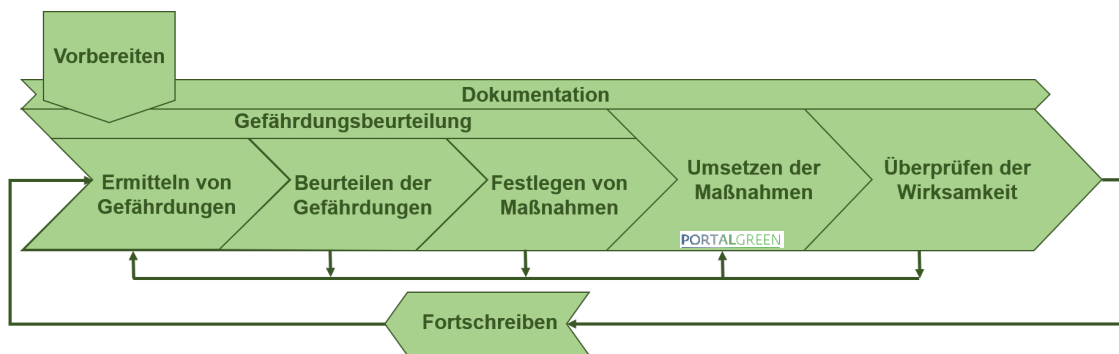 Vorbereiten
Dokumentation
Gefährdungsbeurteilung
Ermitteln von
Gefährdungen
Beurteilen der
Gefährdungen
Festlegen von
Maßnahmen
Umsetzen der
Maßnahmen
PORTALGREEN
Überprüfen der
Wirksamkeit
Fortschreiben